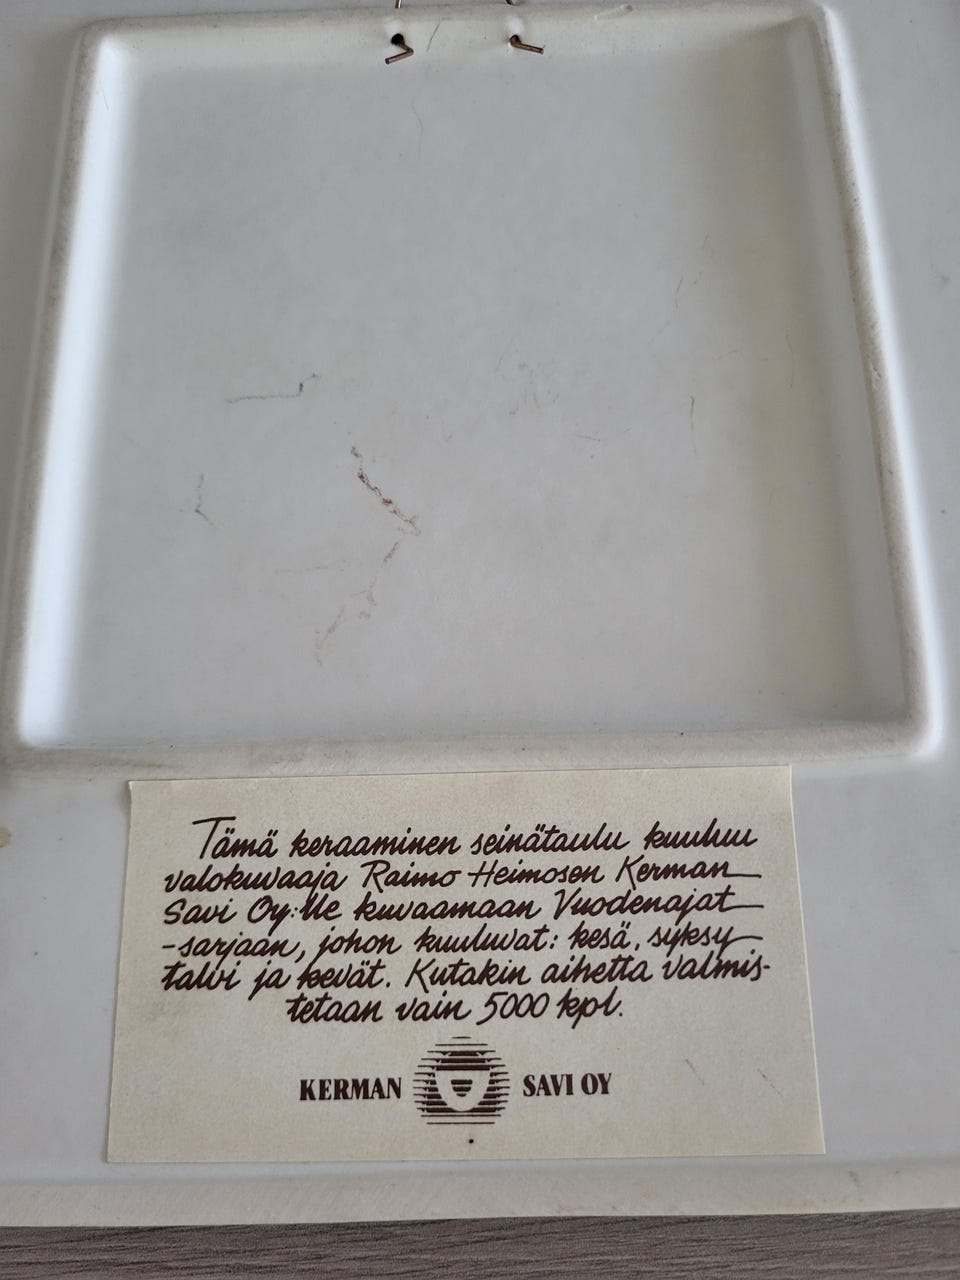 Tämä keraaminen seinätaulu kuuluu
valokuvaaja Raimo Heimosen Kerman
Savi Oy:lle kuvaamaan Vuodenajat
-sarjaan, johon kuuluvat: kesä, syksy
talvi ja kevät. Kutakin aihetta valmis-
tetaan vain 5000 kpl.
KERMAN SAVI OY